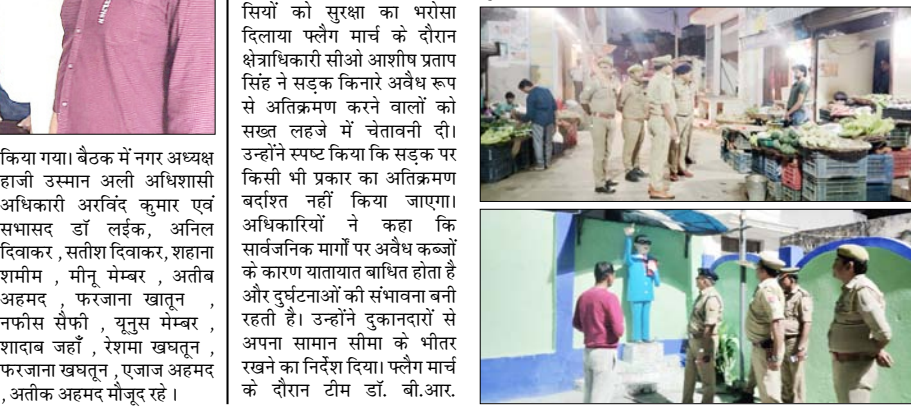 किया गया। बैठक में नगर अध्यक्ष
हाजी उस्मान अली अधिशासी
अधिकारी अरविंद कुमार एवं
सभासद डॉ लईक, अनिल
दिवाकर , सतीश दिवाकर, शहाना
शमीम , मीनू मेम्बर , अतीब
अहमद , फरजाना खातून ,
नफीस सैफी , यूनुस मेम्बर ,
शादाब जहाँ , रेशमा खघतून ,
फरजाना खघतून , एजाज अहमद
, अतीक अहमद मौजूद रहे ।
सियों को सुरक्षा का भरोसा
दिलाया फ्लैग मार्च के दौरान
क्षेत्राधिकारी सीओ आशीष प्रताप
सिंह ने सड़क किनारे अवैध रूप
से अतिक्रमण करने वालों को
सख्त लहजे में चेतावनी दी।
उन्होंने स्पष्ट किया कि सड़क पर
किसी भी प्रकार का अतिक्रमण
बर्दाश्त नहीं किया जाएगा।
अधिकारियों ने कहा कि
सार्वजनिक मार्गों पर अवैध कब्जों
के कारण यातायात बाधित होता है
और दुर्घटनाओं की संभावना बनी
रहती है। उन्होंने दुकानदारों से
अपना सामान सीमा के भीतर
रखने का निर्देश दिया। फ्लैग मार्च
के दौरान टीम डॉ. बी.आर.